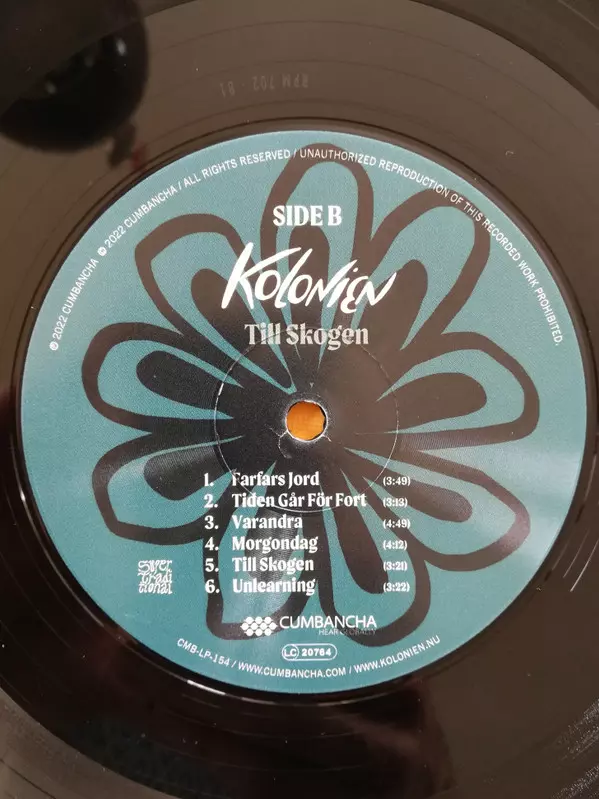 ℗ 2022 CUMBANCHA © 2022 CUMBANCHA / ALL RIGHTS RESERVED / UNAUTHORIZED REPRODUCTION OF THIS RECORDED WORK PROHIBITED.
SIDE B
KOLONIEN
Till Skogen
1. Farfars Jord (3:49)
2. Tiden Går För Fort (3:13)
3. Varandra (4:49)
4. Morgondag (4:12)
5. Till Skogen (3:21)
6. Unlearning (3:22)
CUMBANCHA
HEAR GLOBALLY
LC 20764
CMB-LP-154 / WWW.CUMBANCHA.COM / WWW.KOLONIEN.NU